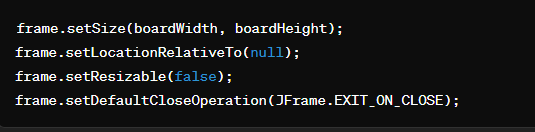 frame.setSize(boardWidth, boardHeight);
frame.setLocationRelativeTo(null);
frame.setResizable(false);
frame.setDefaultCloseOperation(JFrame.EXIT_ON_CLOSE);